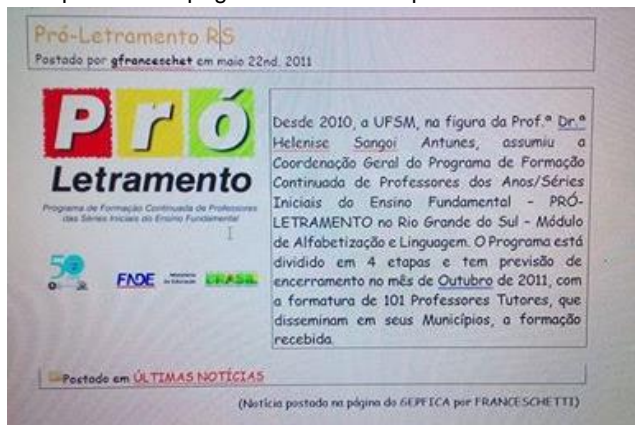 Pró-Letramento RS
Postado por gfranceschet em maio 22nd, 2011
Pró
Letramento
Programa de Formação Continuada de Professores
das Séries Iniciais do Ensino Fundamental
Desde 2010, a UFSM, na figura da Prof.ª Dr.ª
Helenise Sangoi Antunes, assumiu a
Coordenação Geral do Programa de Formação
Continuada de Professores dos Anos/Séries
Iniciais do Ensino Fundamental - PRÓ-
LETRAMENTO no Rio Grande do Sul - Módulo
de Alfabetização e Linguagem. O Programa está
dividido em 4 etapas e tem previsão de
encerramento no mês de Outubro de 2011, com
a formatura de 101 Professores Tutores, que
disseminam em seus Municípios, a formação
recebida.
50
FNDE Ministério da Educação BRASIL
Postado em ÚLTIMAS NOTÍCIAS
(Notícia postada na página do GEPFICA por FRANCESCHETTI)